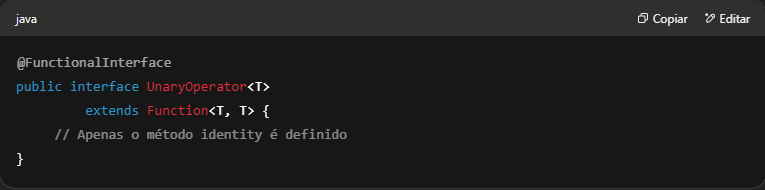 java
Copiar
Editar
@FunctionalInterface
public interface UnaryOperator<T>
        extends Function<T, T> {
    // Apenas o método identity é definido
}